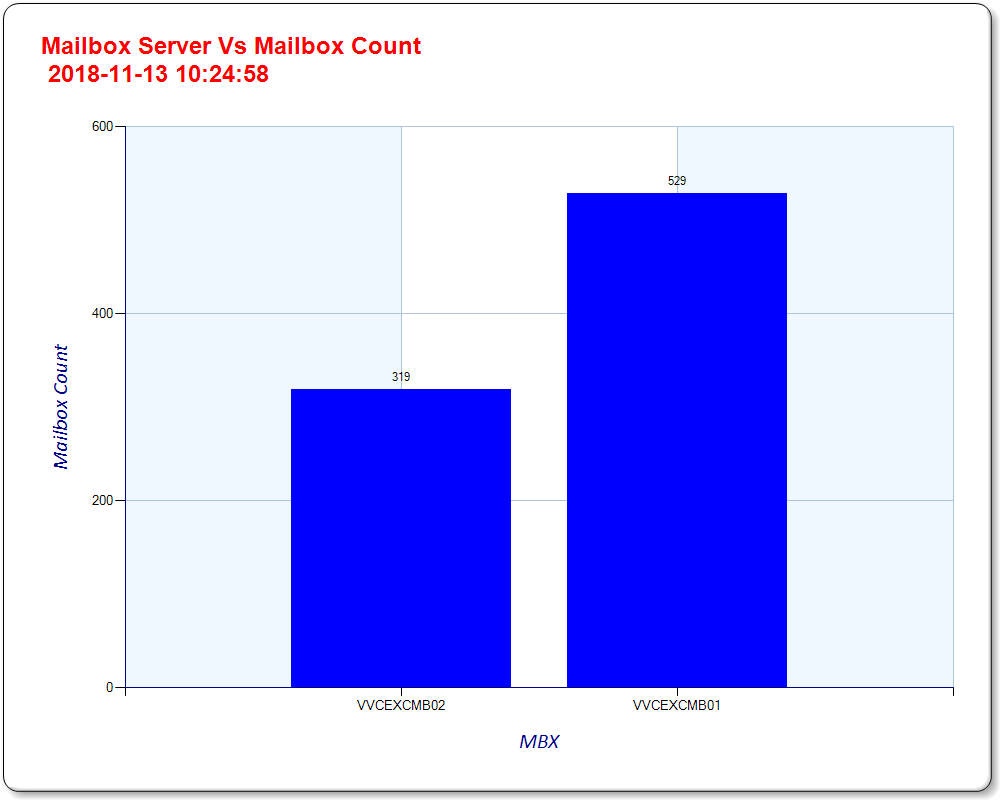 Mailbox Server Vs Mailbox Count
2018-11-13 10:24:58
600
529
400
319
Mailbox Count
200
0
VVCEXCMB02 VVCEXCMB01
MBX